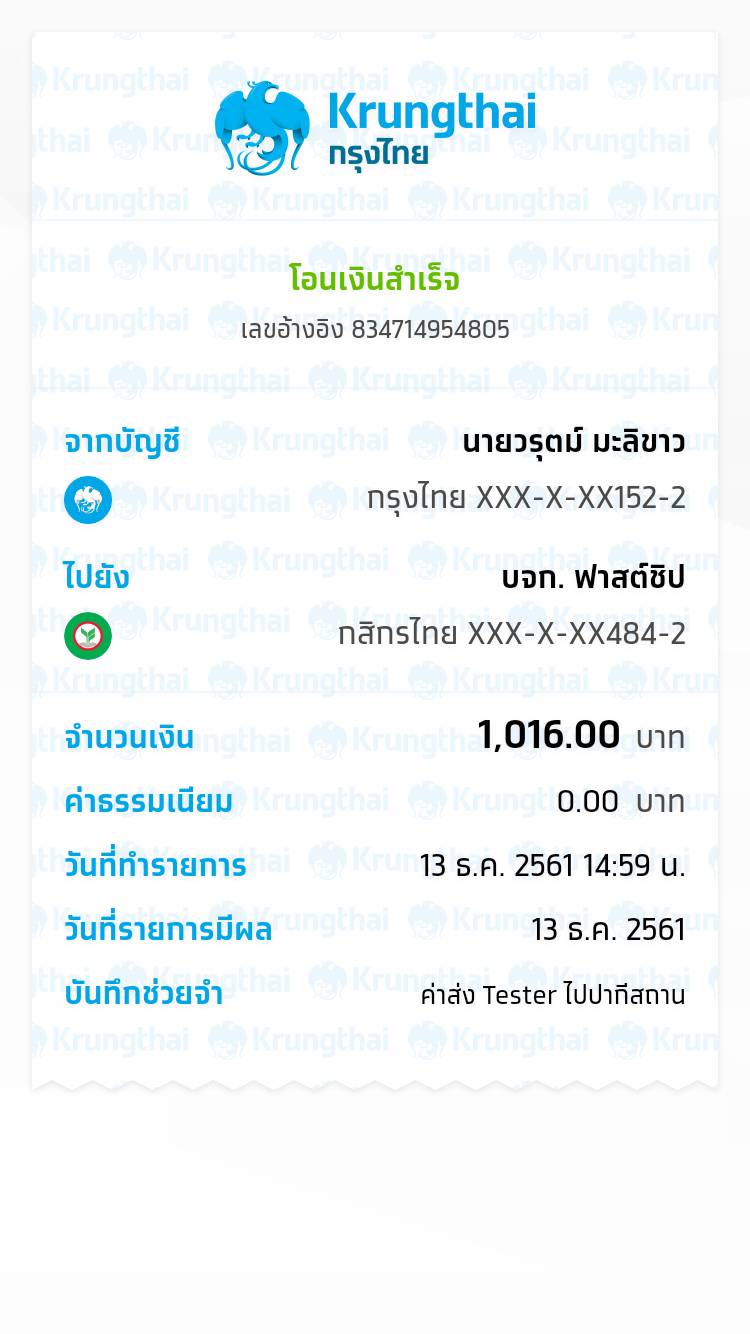 Krungthai
กรุงไทย
โอนเงินสำเร็จ
เลขอ้างอิง 834714954805
จากบัญชี นายวรุตม์ มะลิขาว
กรุงไทย XXX-X-XX152-2
ไปยัง บจก. ฟาสต์ชิป
กสิกรไทย XXX-X-XX484-2
จำนวนเงิน 1,016.00 บาท
ค่าธรรมเนียม 0.00 บาท
วันที่ทำรายการ 13 ธ.ค. 2561 14:59 น.
วันที่รายการมีผล 13 ธ.ค. 2561
บันทึกช่วยจำ ค่าส่ง Tester ไปปากีสถาน